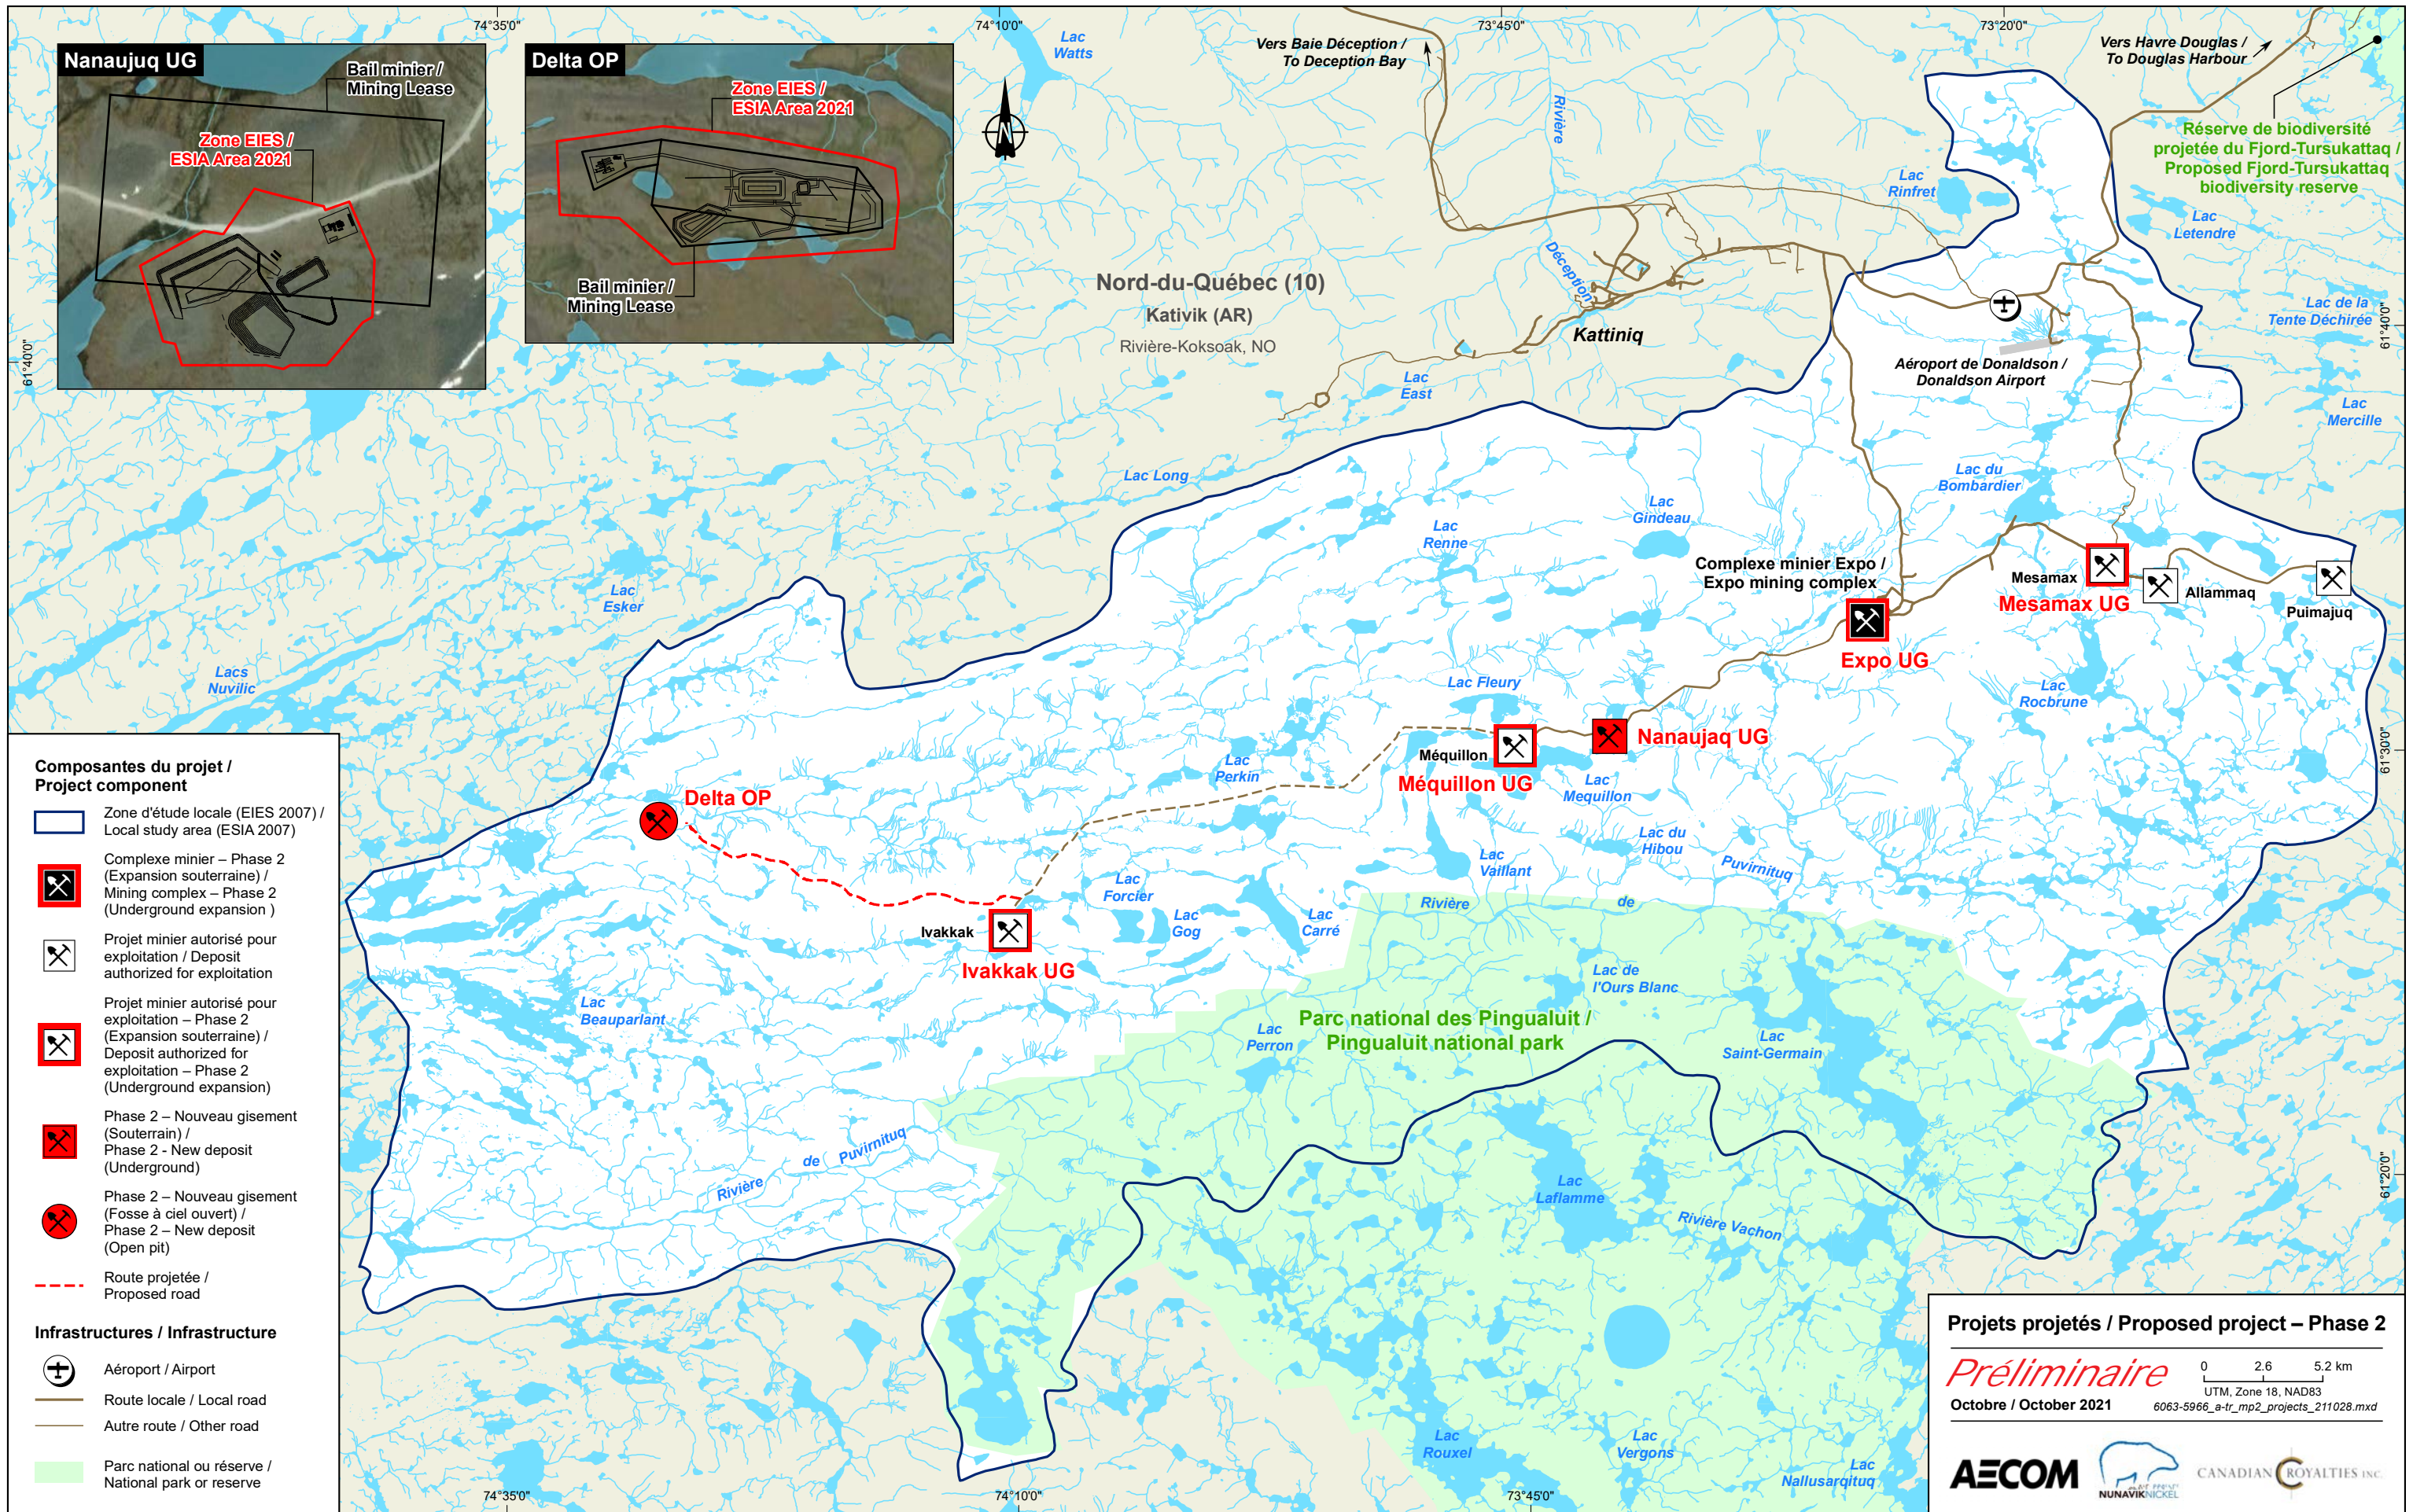 74°35'0"
74°10'0"
73°45'0"
73°20'0"
Nanaujuq UG
Bail minier /
Mining Lease
Zone EIES /
ESIA Area 2021
Delta OP
Zone EIES /
ESIA Area 2021
Bail minier /
Mining Lease
Lac
Watts
Vers Baie Déception /
To Deception Bay
Vers Havre Douglas /
To Douglas Harbour
Réserve de biodiversité
projetée du Fjord-Tursukattaq /
Proposed Fjord-Tursukattaq
biodiversity reserve
Rivière
Déception
Lac
Rinfret
Lac
Letendre
Lac de la
Tente Déchirée
Lac
Mercille
Nord-du-Québec (10)
Kativik (AR)
Rivière-Koksoak, NO
Kattiniq
Aéroport de Donaldson /
Donaldson Airport
61°40'0"
61°40'0"
Lac
East
Lac Long
Lac
Renne
Lac
Gindeau
Lac du
Bombardier
Complexe minier Expo /
Expo mining complex
Expo UG
Mesamax
Mesamax UG
Allammaq
Puimajuq
Lac
Esker
Lacs
Nuvilic
Lac
Rocbrune
Lac Fleury
Méquillon
Méquillon UG
Nanaujaq UG
Lac
Mequillon
61°30'0"
Lac
Perkin
Delta OP
Lac du
Hibou
Lac
Vaillant
Puvirnituq
Rivière
de
Lac
Forcier
Lac
Gog
Lac
Carré
Ivakkak
Ivakkak UG
Lac
Beauparlant
Lac de
l'Ours Blanc
Parc national des Pingualuit /
Pingualuit national park
Lac
Perron
Lac
Saint-Germain
Rivière
de
Puvirnituq
Lac
Laflamme
Rivière Vachon
61°20'0"
Lac
Rouxel
Lac
Vergons
Lac
Nallusarqituq
74°35'0"
74°10'0"
73°45'0"
Composantes du projet /
Project component
Zone d'étude locale (EIES 2007) /
Local study area (ESIA 2007)
Complexe minier – Phase 2
(Expansion souterraine) /
Mining complex – Phase 2
(Underground expansion )
Projet minier autorisé pour
exploitation / Deposit
authorized for exploitation
Projet minier autorisé pour
exploitation – Phase 2
(Expansion souterraine) /
Deposit authorized for
exploitation – Phase 2
(Underground expansion)
Phase 2 – Nouveau gisement
(Souterrain) /
Phase 2 - New deposit
(Underground)
Phase 2 – Nouveau gisement
(Fosse à ciel ouvert) /
Phase 2 – New deposit
(Open pit)
Route projetée /
Proposed road
Infrastructures / Infrastructure
Aéroport / Airport
Route locale / Local road
Autre route / Other road
Parc national ou réserve /
National park or reserve
Projets projetés / Proposed project – Phase 2
Préliminaire
Octobre / October 2021
0 2.6 5.2 km
UTM, Zone 18, NAD83
6063-5966_a-tr_mp2_projects_211028.mxd
AECOM
NUNAVIK NICKEL
CANADIAN ROYALTIES INC.